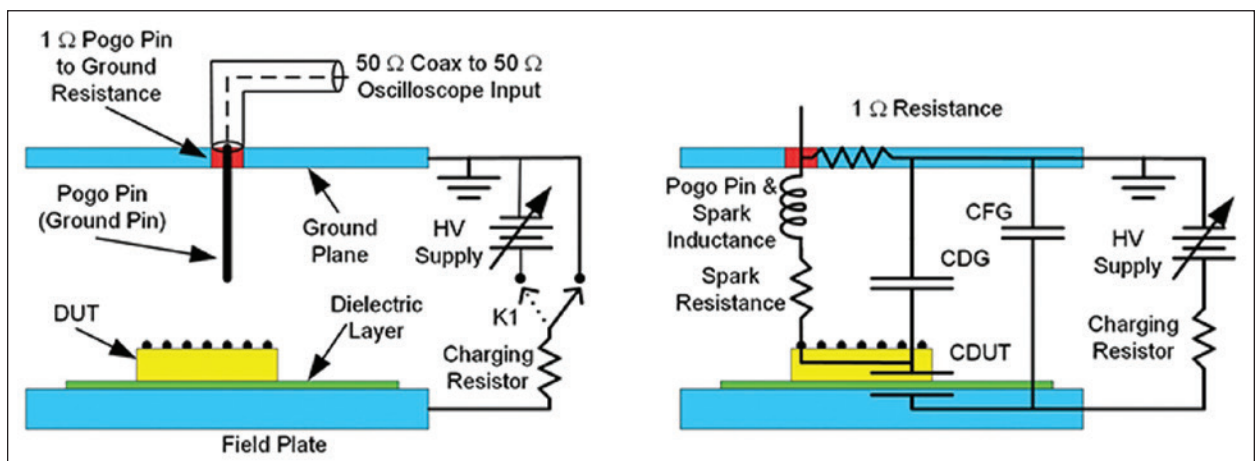 1 Ω Pogo Pin
to Ground
Resistance
50 Ω Coax to 50 Ω
Oscilloscope Input
Pogo Pin
(Ground Pin)
Ground
Plane
HV
Supply
K1
DUT
Dielectric
Layer
Charging
Resistor
Field Plate
1 Ω Resistance
Pogo Pin &
Spark
Inductance
Spark
Resistance
CDG
CFG
HV
Supply
CDUT
Charging
Resistor